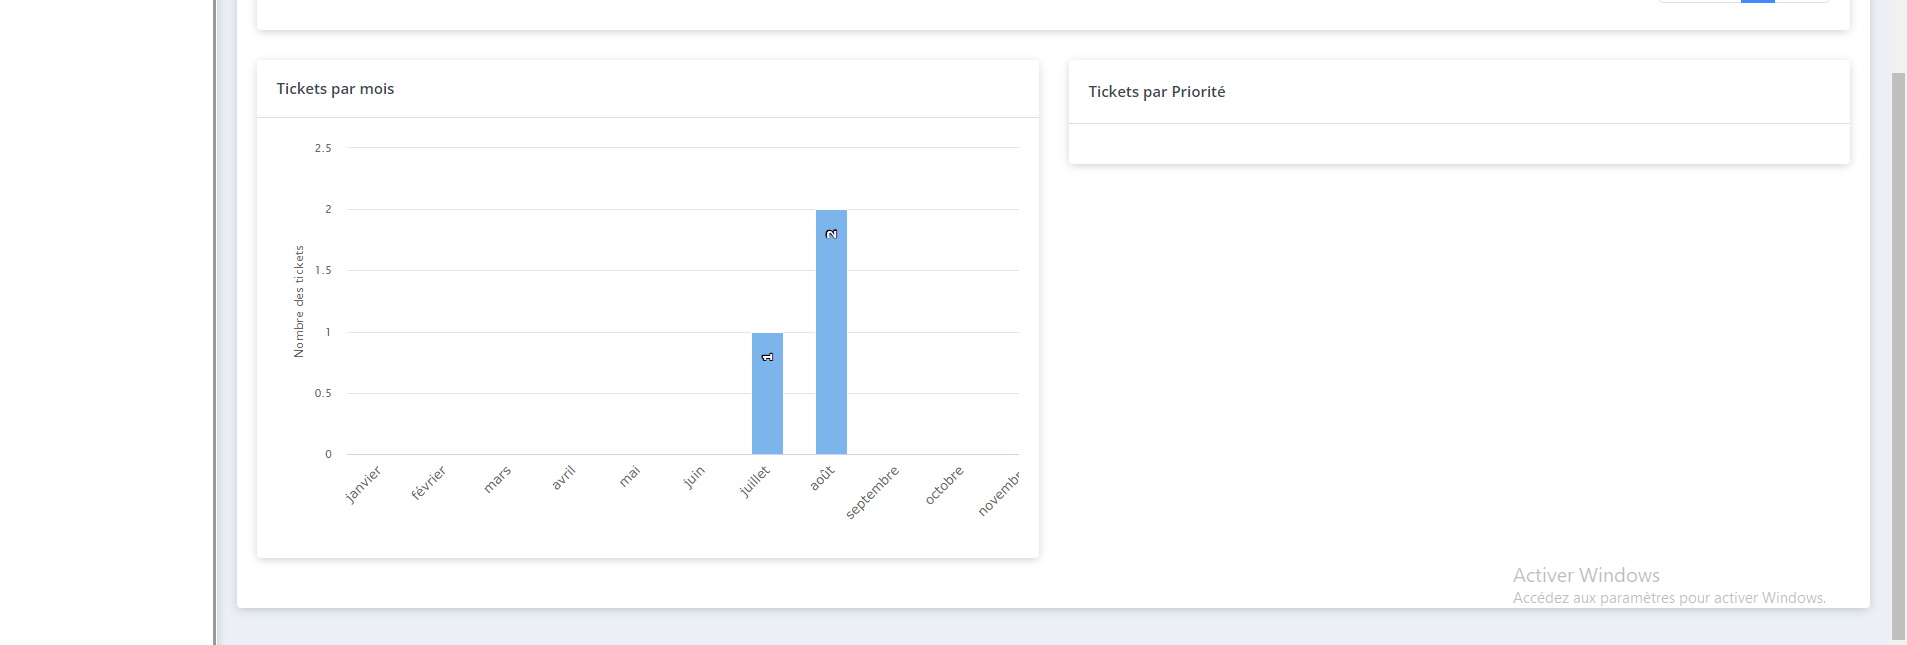 Tickets par mois
Tickets par Priorité
2.5
2
1.5
1
0.5
0
Nombre des tickets
1
2
janvier
février
mars
avril
mai
juin
juillet
août
septembre
octobre
novembr
Activer Windows
Accédez aux paramètres pour activer Windows.